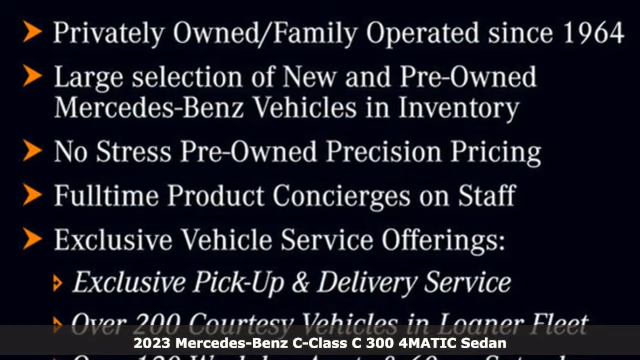 Privately Owned/Family Operated since 1964
Large selection of New and Pre-Owned
Mercedes-Benz Vehicles in Inventory
No Stress Pre-Owned Precision Pricing
Fulltime Product Concierges on Staff
Exclusive Vehicle Service Offerings:
Exclusive Pick-Up & Delivery Service
Over 200 Courtesy Vehicles in Loaner Fleet
2023 Mercedes-Benz C-Class C 300 4MATIC Sedan